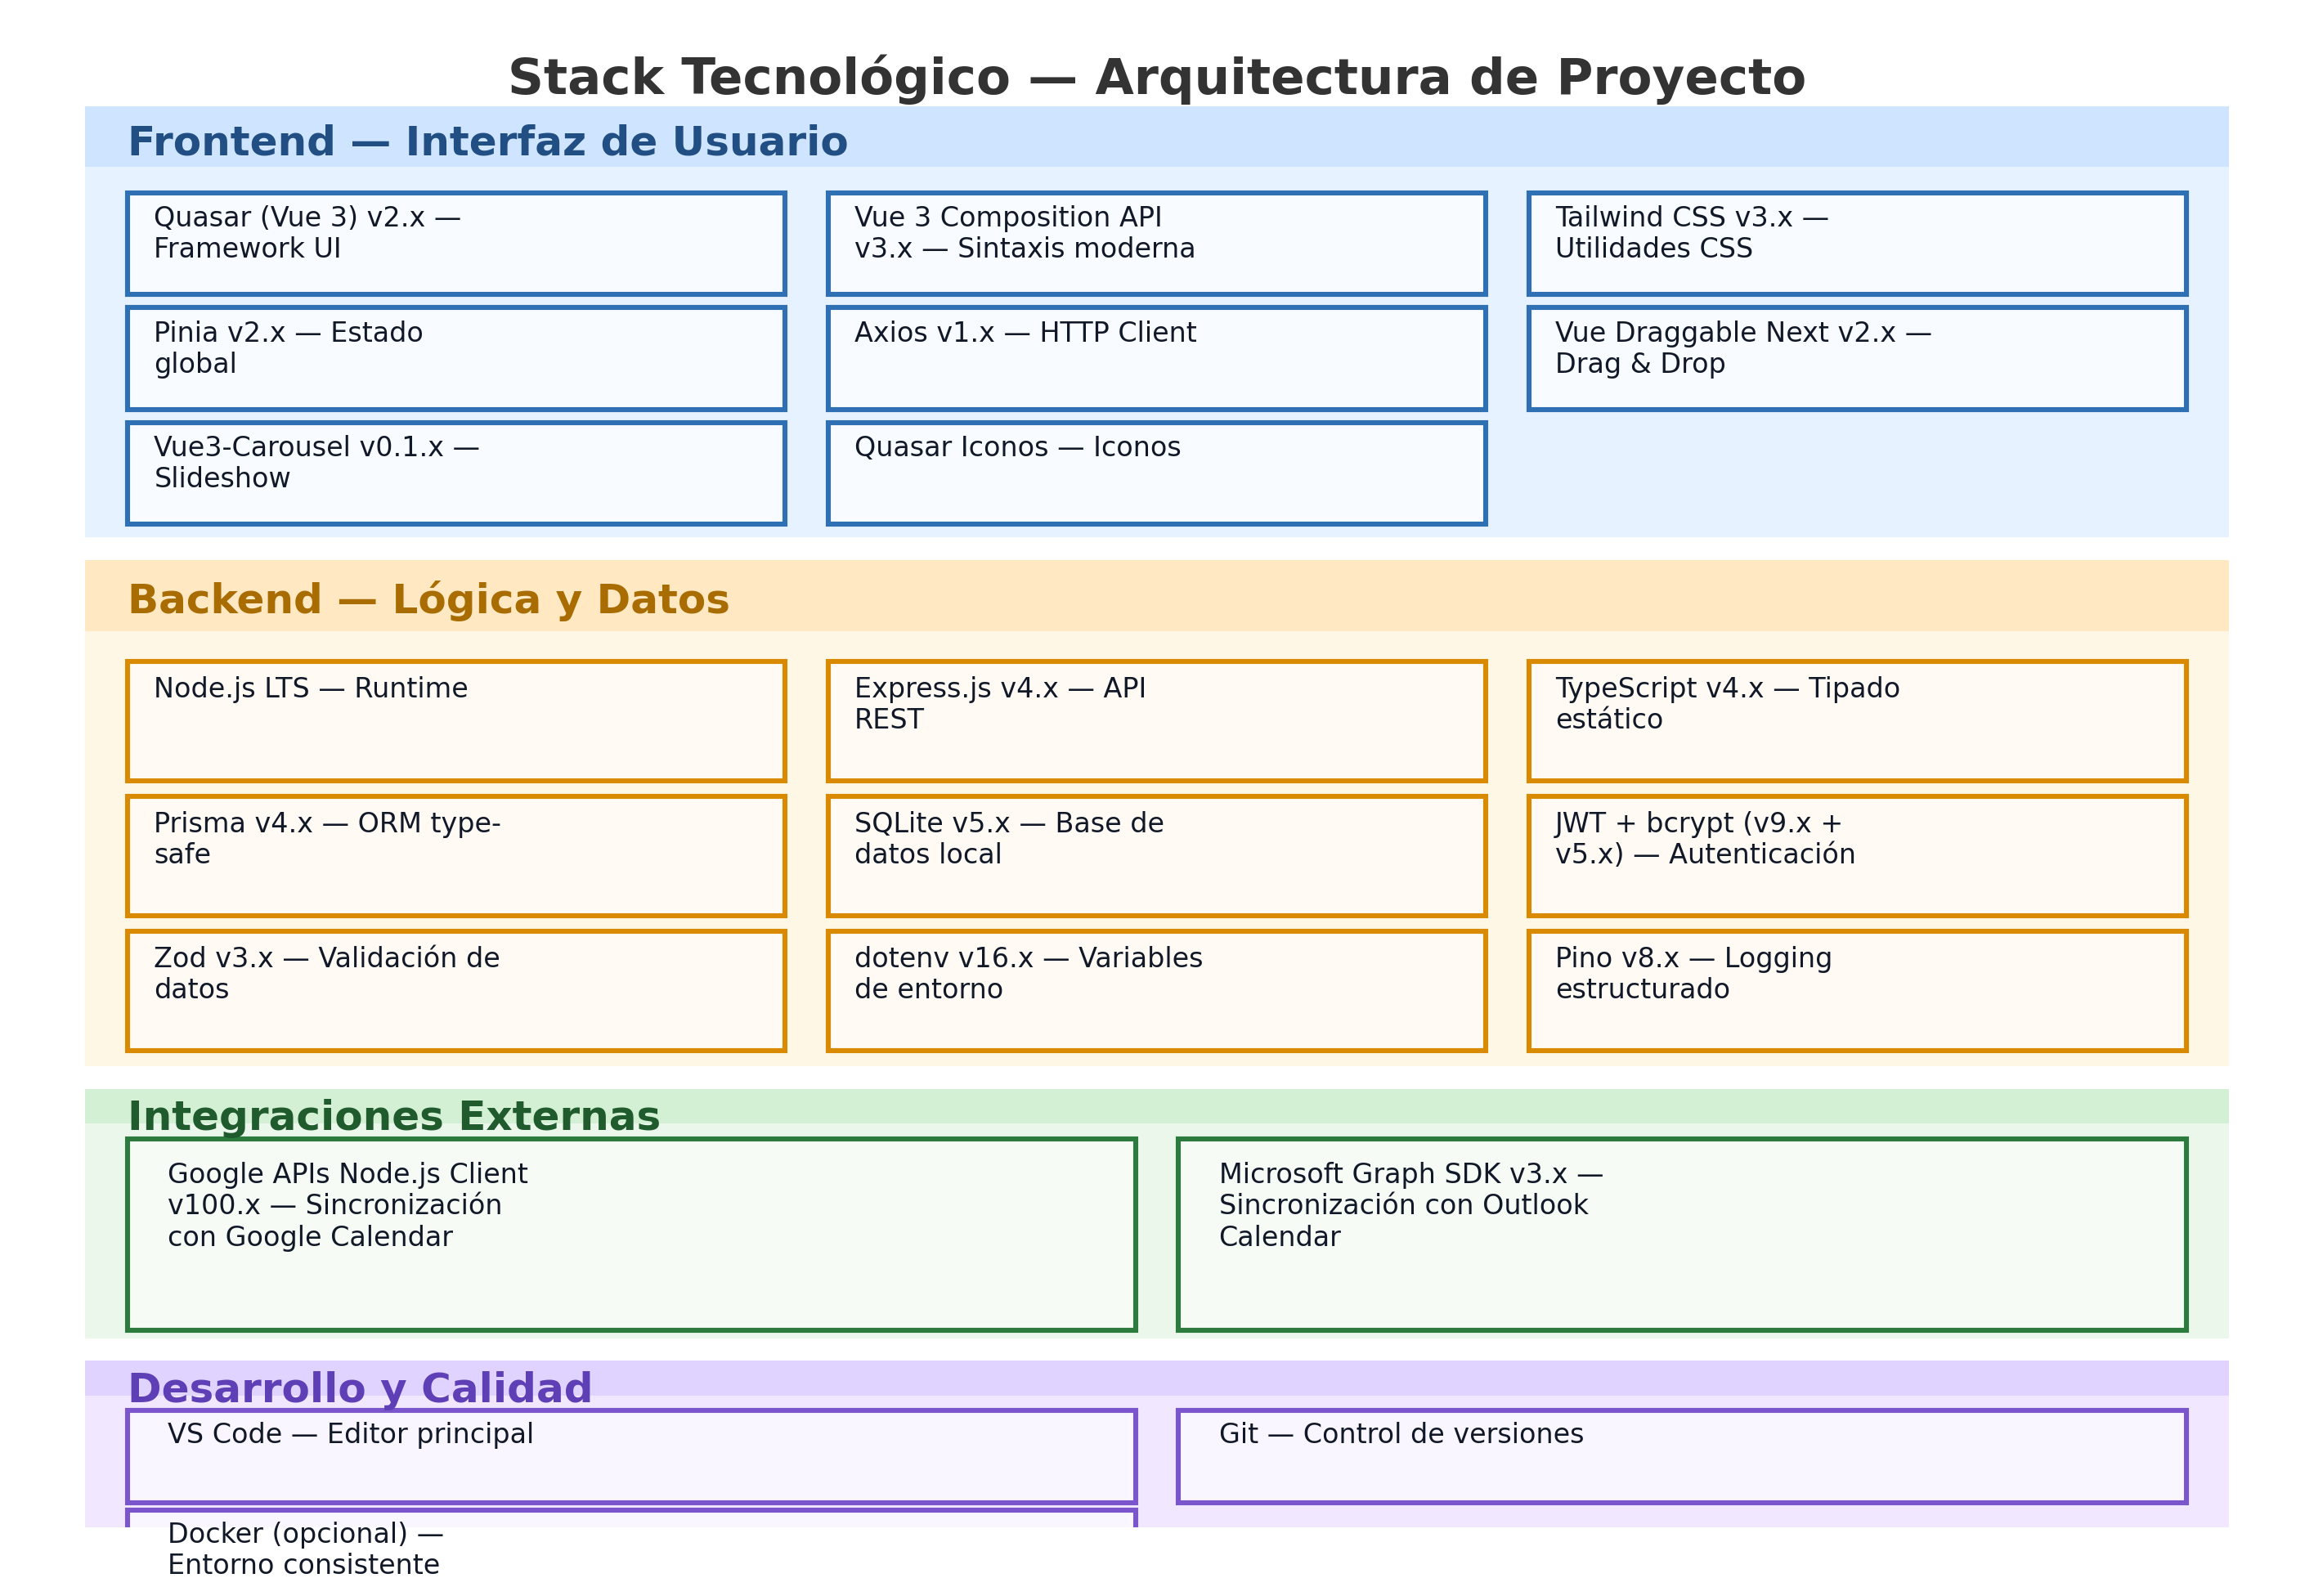 Stack Tecnológico — Arquitectura de Proyecto
Frontend — Interfaz de Usuario
Quasar (Vue 3) v2.x —
Framework UI
Vue 3 Composition API
v3.x — Sintaxis moderna
Tailwind CSS v3.x —
Utilidades CSS
Pinia v2.x — Estado
global
Axios v1.x — HTTP Client
Vue Draggable Next v2.x —
Drag & Drop
Vue3-Carousel v0.1.x —
Slideshow
Quasar Iconos — Iconos
Backend — Lógica y Datos
Node.js LTS — Runtime
Express.js v4.x — API
REST
TypeScript v4.x — Tipado
estático
Prisma v4.x — ORM type-
safe
SQLite v5.x — Base de
datos local
JWT + bcrypt (v9.x +
v5.x) — Autenticación
Zod v3.x — Validación de
datos
dotenv v16.x — Variables
de entorno
Pino v8.x — Logging
estructurado
Integraciones Externas
Google APIs Node.js Client
v100.x — Sincronización
con Google Calendar
Microsoft Graph SDK v3.x —
Sincronización con Outlook
Calendar
Desarrollo y Calidad
VS Code — Editor principal
Git — Control de versiones
Docker (opcional) —
Entorno consistente